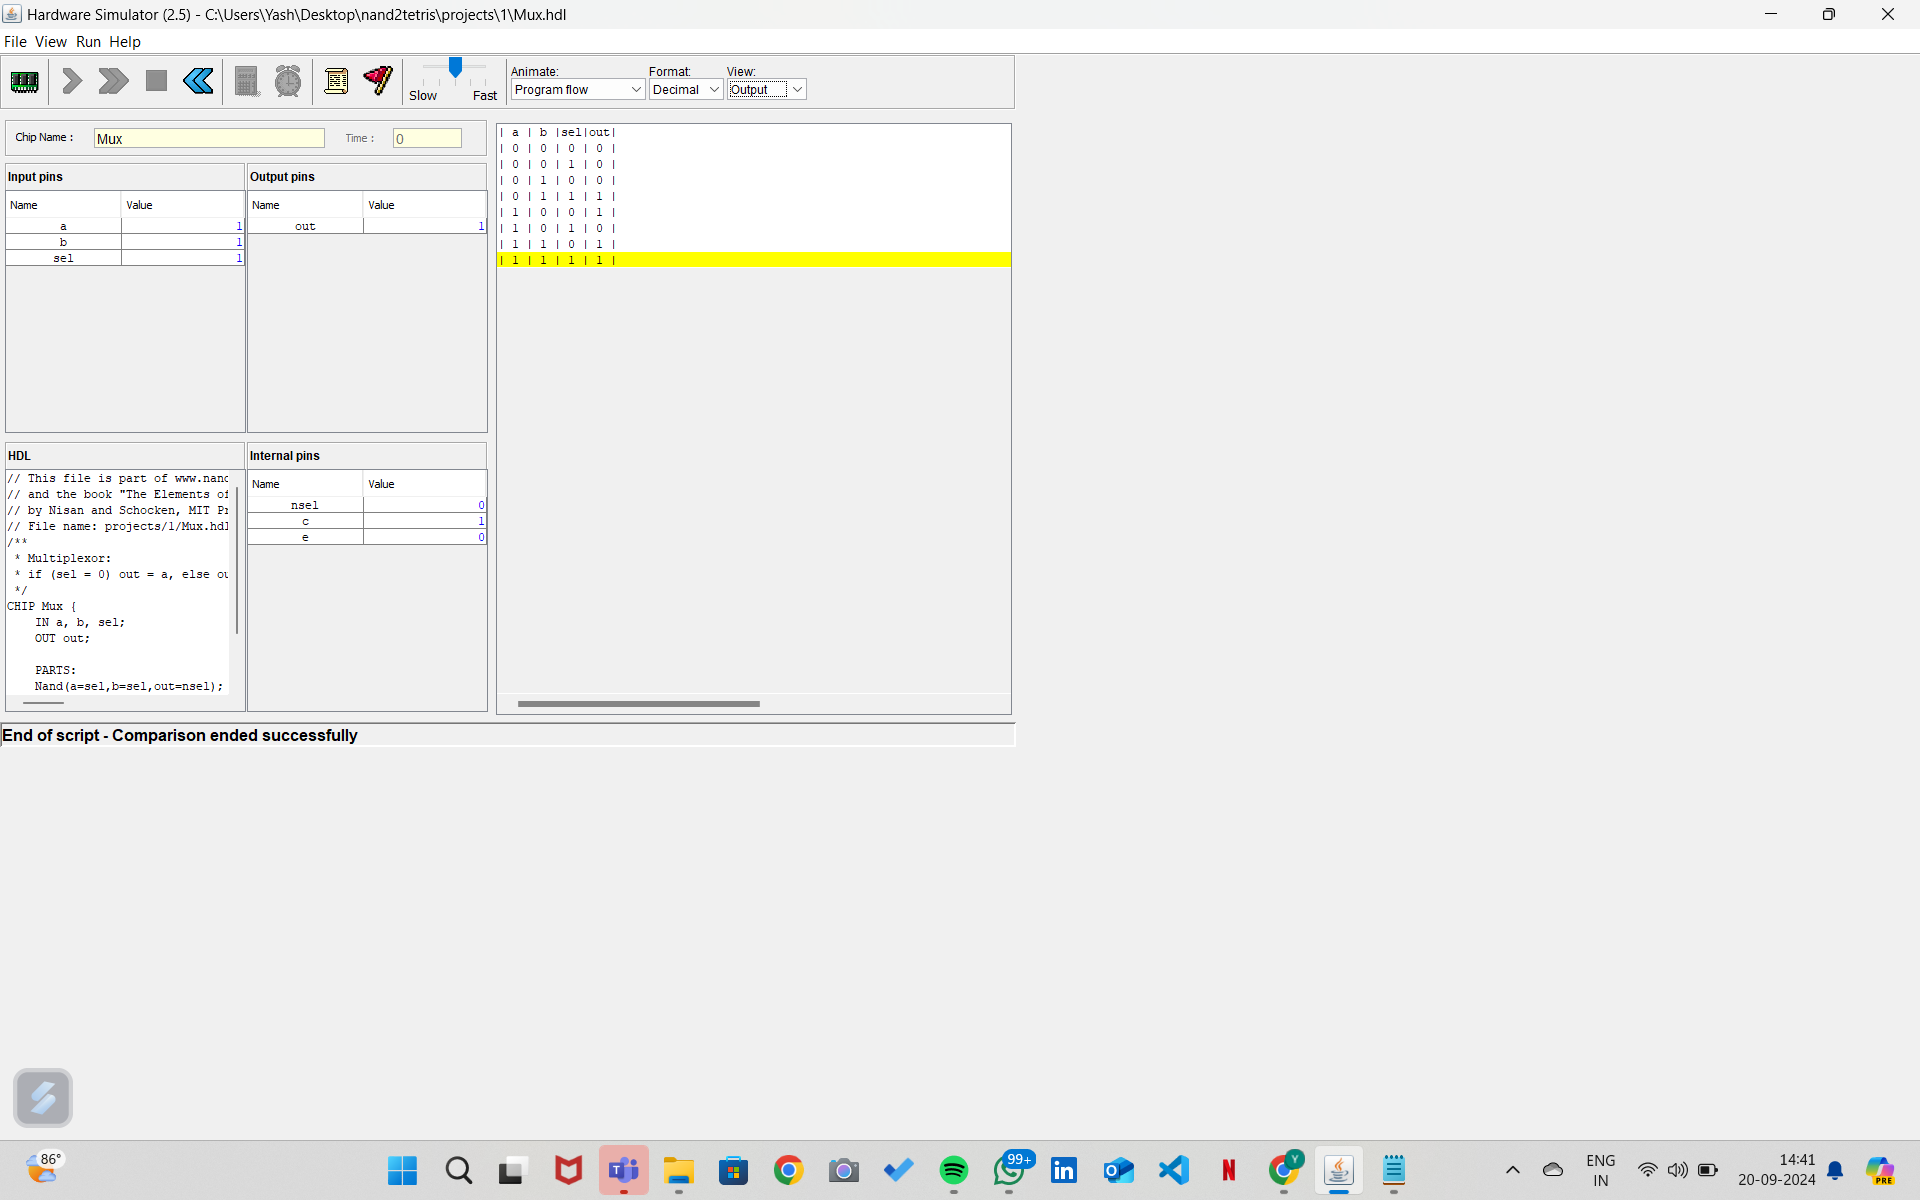 Hardware Simulator (2.5) - C:\Users\Yash\Desktop\nand2tetris\projects\1\Mux.hdl
File View Run Help
Slow Fast
Animate: Format: View:
Program flow Decimal Output
Chip Name : Mux Time : 0
Input pins
Name Value
a 1
b 1
sel 1
Output pins
Name Value
out 1
| a | b |sel|out|
| 0 | 0 | 0 | 0 |
| 0 | 0 | 1 | 0 |
| 0 | 1 | 0 | 0 |
| 0 | 1 | 1 | 1 |
| 1 | 0 | 0 | 1 |
| 1 | 0 | 1 | 0 |
| 1 | 1 | 0 | 1 |
| 1 | 1 | 1 | 1 |
HDL
// This file is part of www.nand
// and the book "The Elements of
// by Nisan and Schocken, MIT Pr
// File name: projects/1/Mux.hdl
/**
 * Multiplexor:
 * if (sel = 0) out = a, else ou
 */
CHIP Mux {
    IN a, b, sel;
    OUT out;
    PARTS:
    Nand(a=sel,b=sel,out=nsel);
Internal pins
Name Value
nsel 0
c 1
e 0
End of script - Comparison ended successfully
86°
99+
Y
ENG
IN
14:41
20-09-2024
PRE